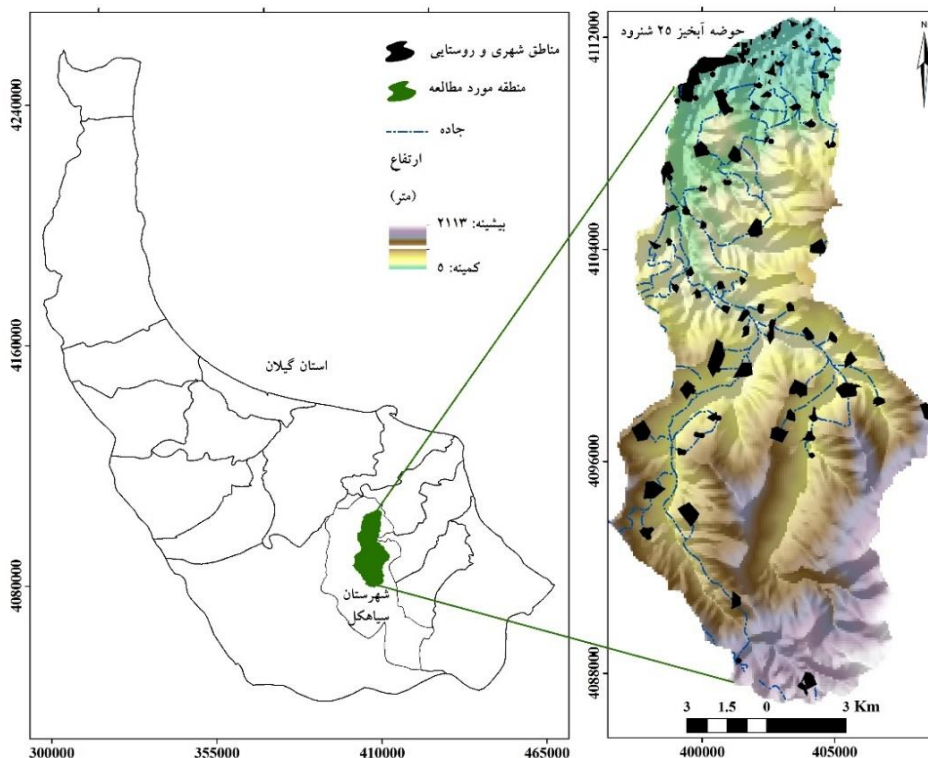 مناطق شهری و روستایی
منطقه مورد مطالعه
جاده
ارتفاع
(متر)
بیشینه: ۲۱۱۳
کمینه: ۵
استان گیلان
شهرستان
سیاهکل
4240000
4160000
4080000
300000 355000 410000 465000
حوضه آبخیز ۲۵ شنرود
N
4112000
4104000
4096000
4088000
3 1.5 0 3 Km
400000 405000